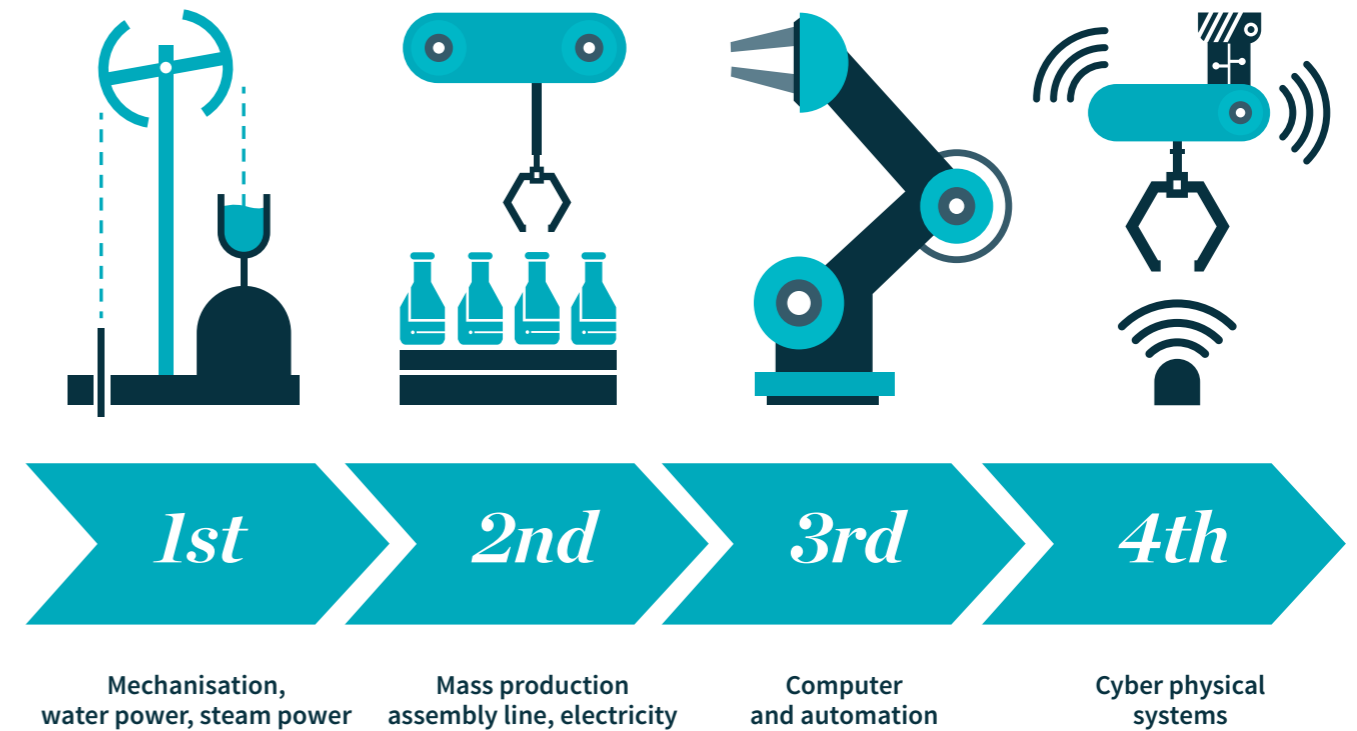 1st
2nd
3rd
4th
Mechanisation,
water power, steam power
Mass production
assembly line, electricity
Computer
and automation
Cyber physical
systems